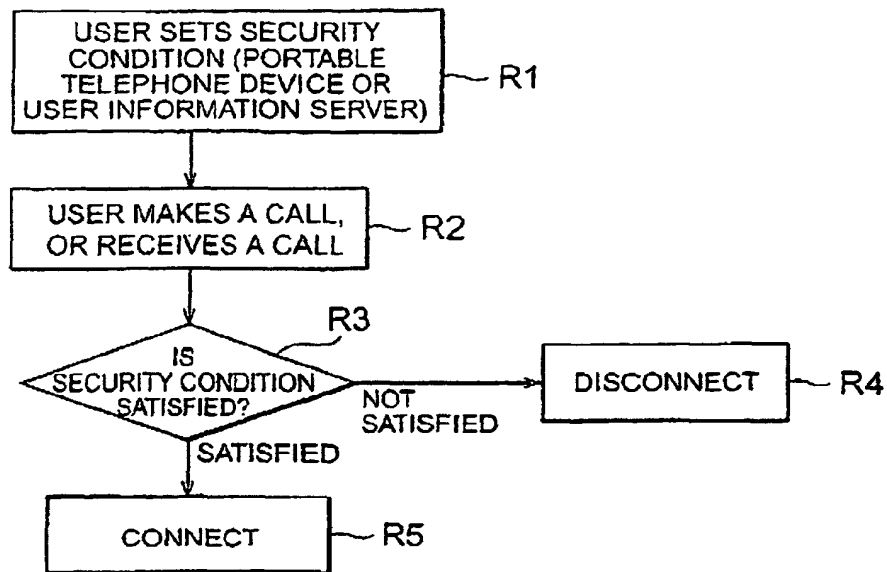 USER SETS SECURITY
CONDITION (PORTABLE
TELEPHONE DEVICE OR
USER INFORMATION SERVER)
R1
USER MAKES A CALL,
OR RECEIVES A CALL
R2
R3
IS
SECURITY CONDITION
SATISFIED?
NOT
SATISFIED
DISCONNECT
R4
SATISFIED
CONNECT
R5